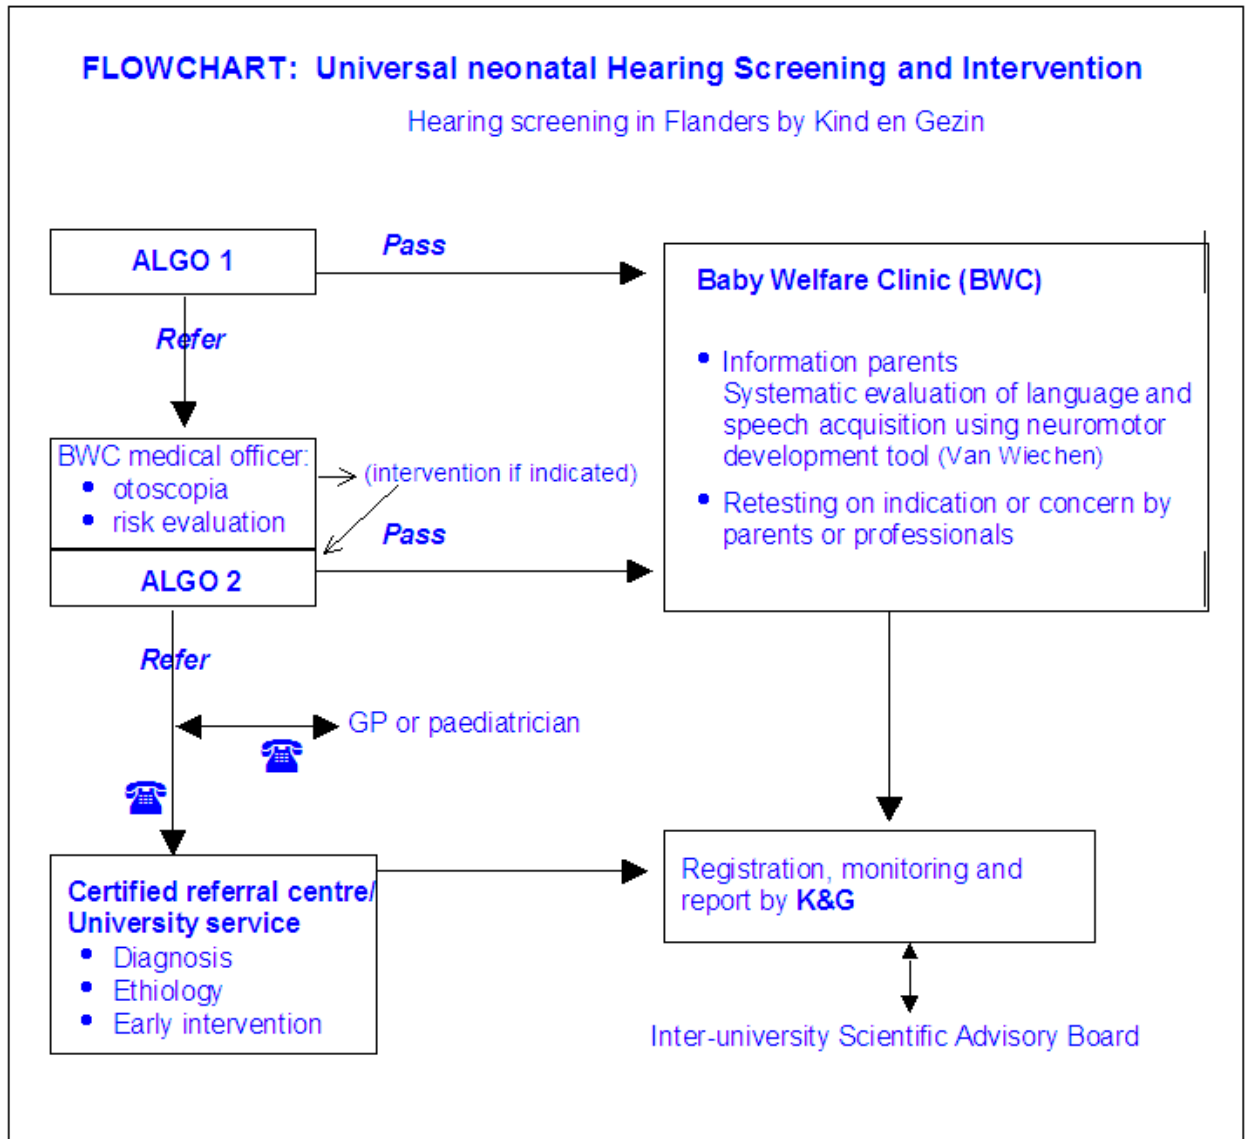 FLOWCHART: Universal neonatal Hearing Screening and Intervention
Hearing screening in Flanders by Kind en Gezin
ALGO 1
Pass
Refer
Baby Welfare Clinic (BWC)
• Information parents
Systematic evaluation of language and
speech acquisition using neuromotor
development tool (Van Wiechen)
• Retesting on indication or concern by
parents or professionals
BWC medical officer:
• otoscopia
• risk evaluation
(intervention if indicated)
Pass
ALGO 2
Refer
GP or paediatrician
Certified referral centre/
University service
• Diagnosis
• Ethiology
• Early intervention
Registration, monitoring and
report by K&G
Inter-university Scientific Advisory Board